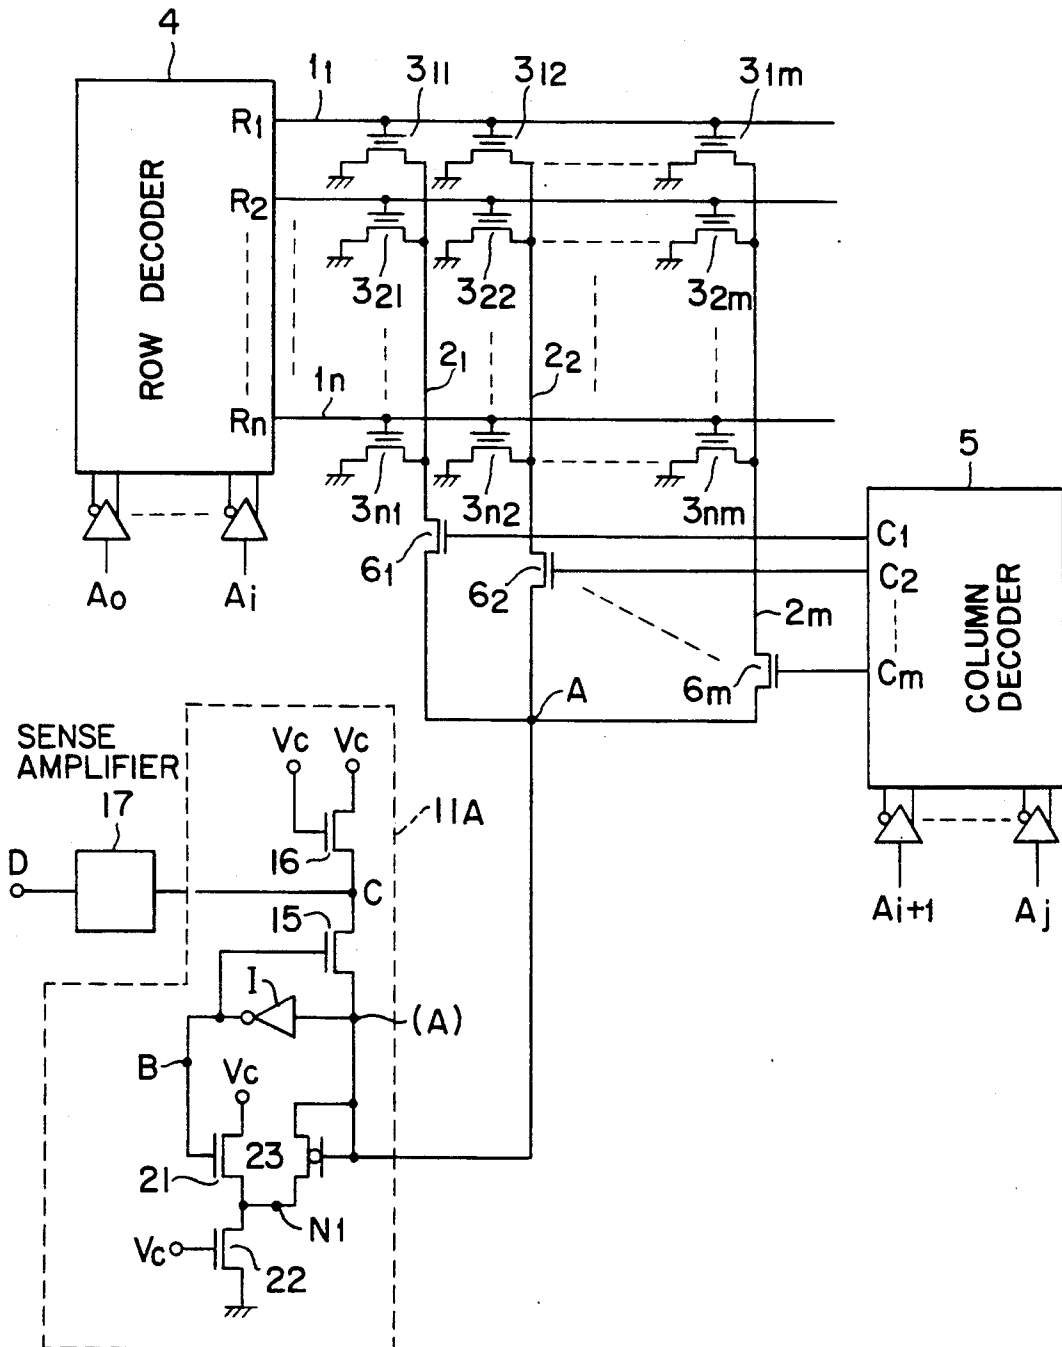 4
1₁
3₁₁
3₁₂
3₁ₘ
R₁
R₂
ROW DECODER
3₂₁
3₂₂
3₂ₘ
2₁
2₂
1n
Rn
3n1
3n2
3nm
5
6₁
C₁
6₂
C₂
2m
COLUMN
DECODER
A₀
Ai
6m
Cm
A
SENSE
AMPLIFIER
Vc
Vc
17
11A
16
D
C
Ai+1
Aj
15
I
(A)
B
Vc
23
21
N1
Vc
22